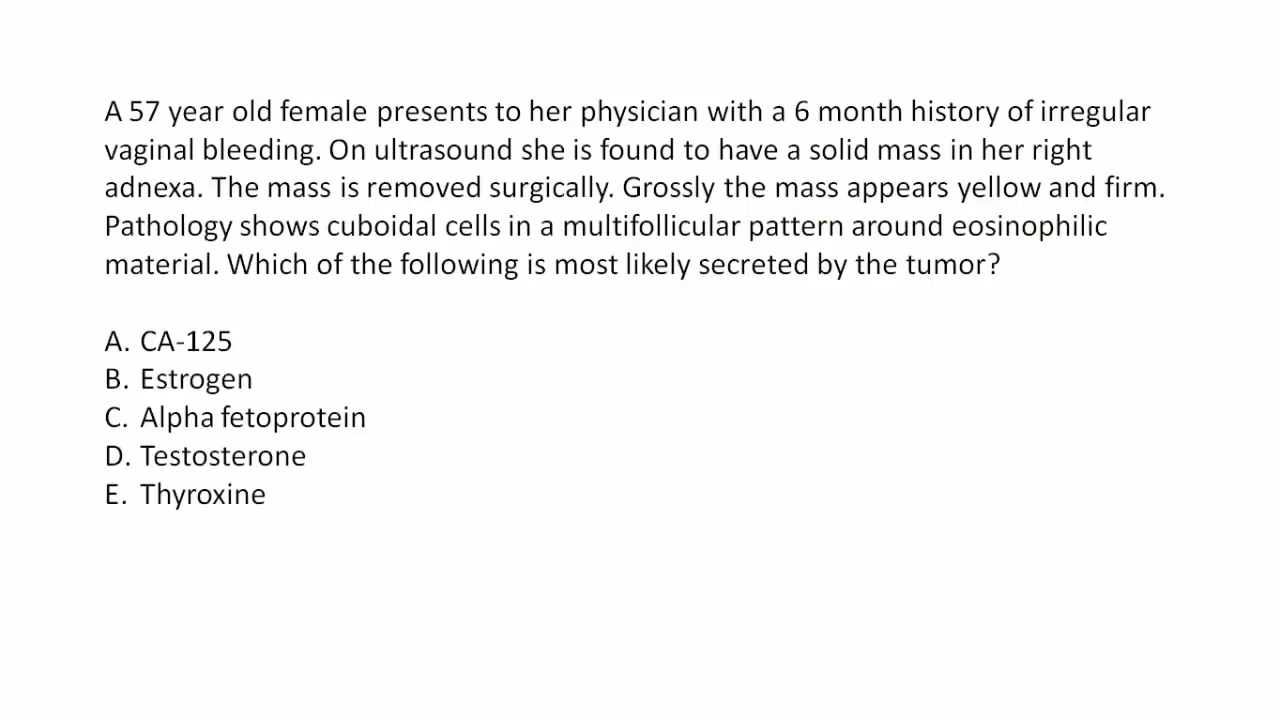 A 57 year old female presents to her physician with a 6 month history of irregular
vaginal bleeding. On ultrasound she is found to have a solid mass in her right
adnexa. The mass is removed surgically. Grossly the mass appears yellow and firm.
Pathology shows cuboidal cells in a multifollicular pattern around eosinophilic
material. Which of the following is most likely secreted by the tumor?
A. CA-125
B. Estrogen
C. Alpha fetoprotein
D. Testosterone
E. Thyroxine